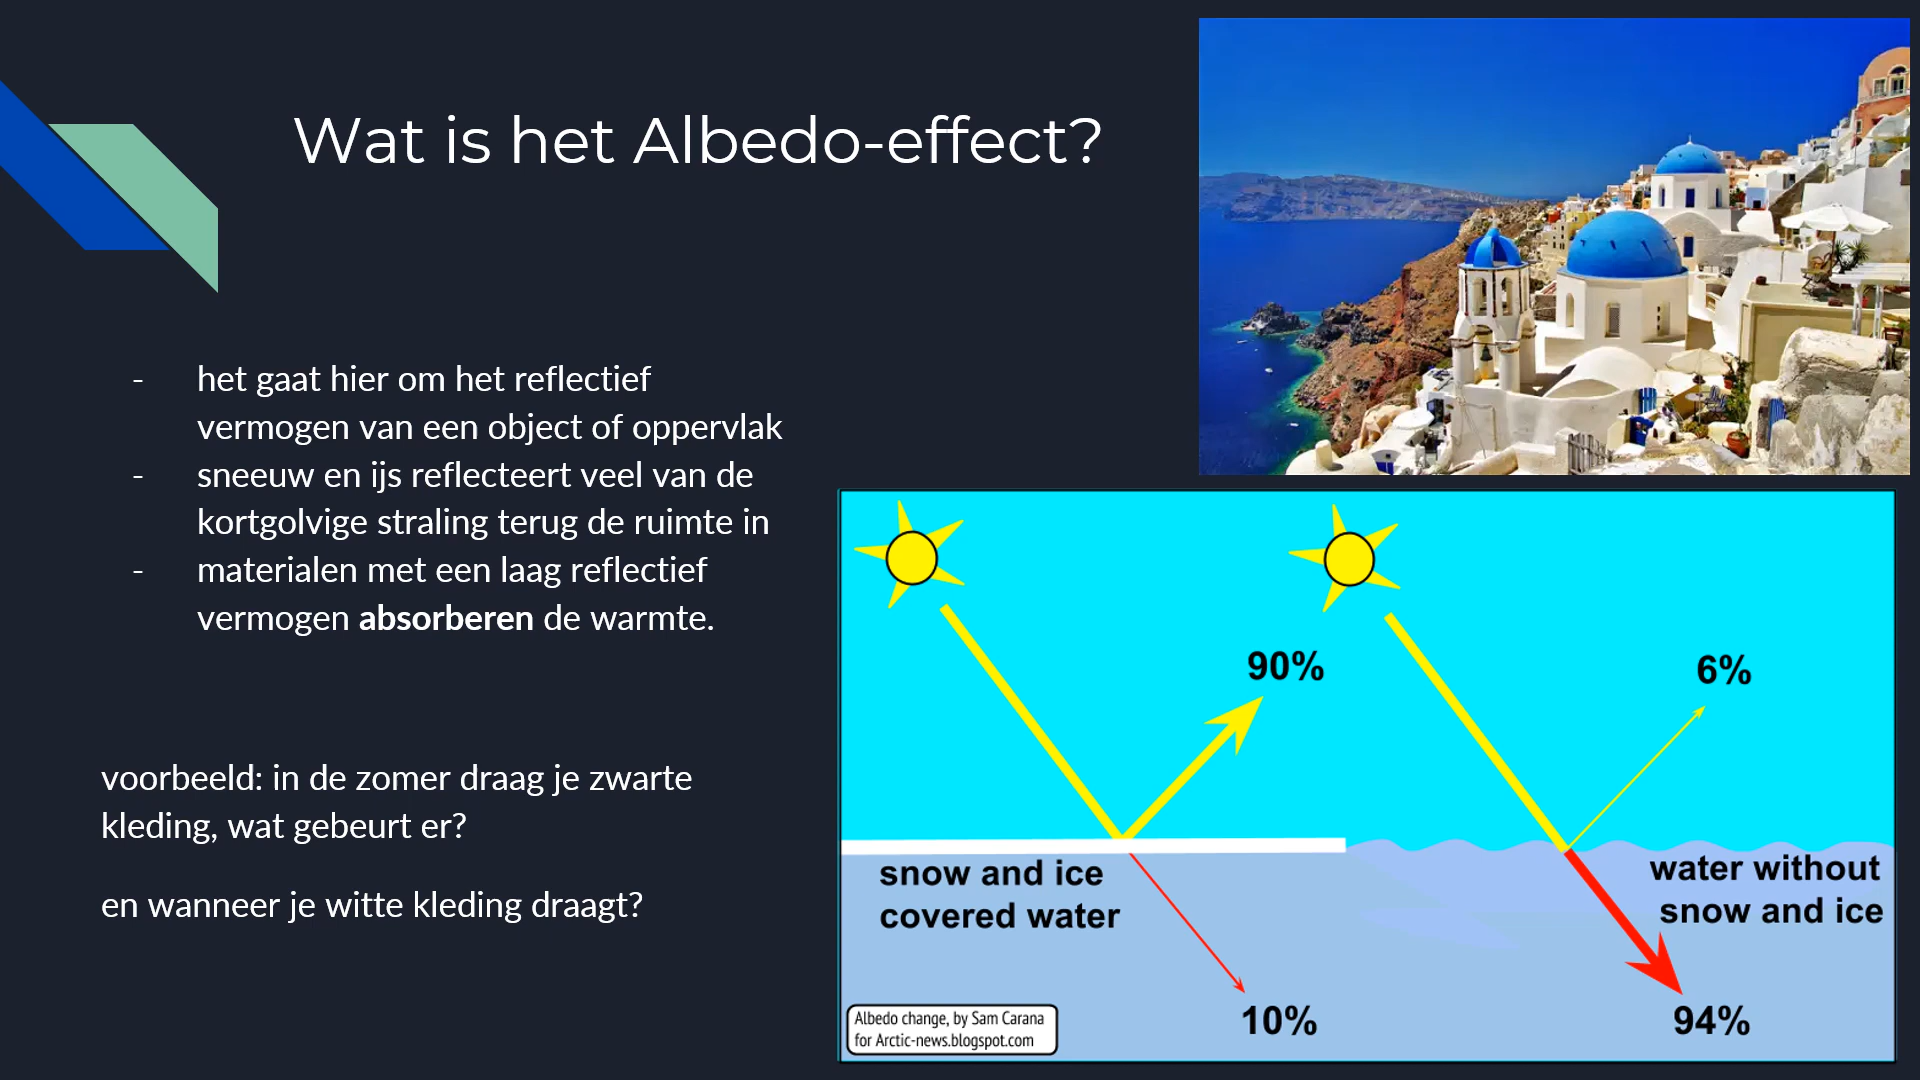 Wat is het Albedo-effect?
- het gaat hier om het reflectief
vermogen van een object of oppervlak
- sneeuw en ijs reflecteert veel van de
kortgolvige straling terug de ruimte in
- materialen met een laag reflectief
vermogen absorberen de warmte.
voorbeeld: in de zomer draag je zwarte
kleding, wat gebeurt er?
en wanneer je witte kleding draagt?
90%
6%
snow and ice
covered water
water without
snow and ice
10%
94%
Albedo change, by Sam Carana
for Arctic-news.blogspot.com